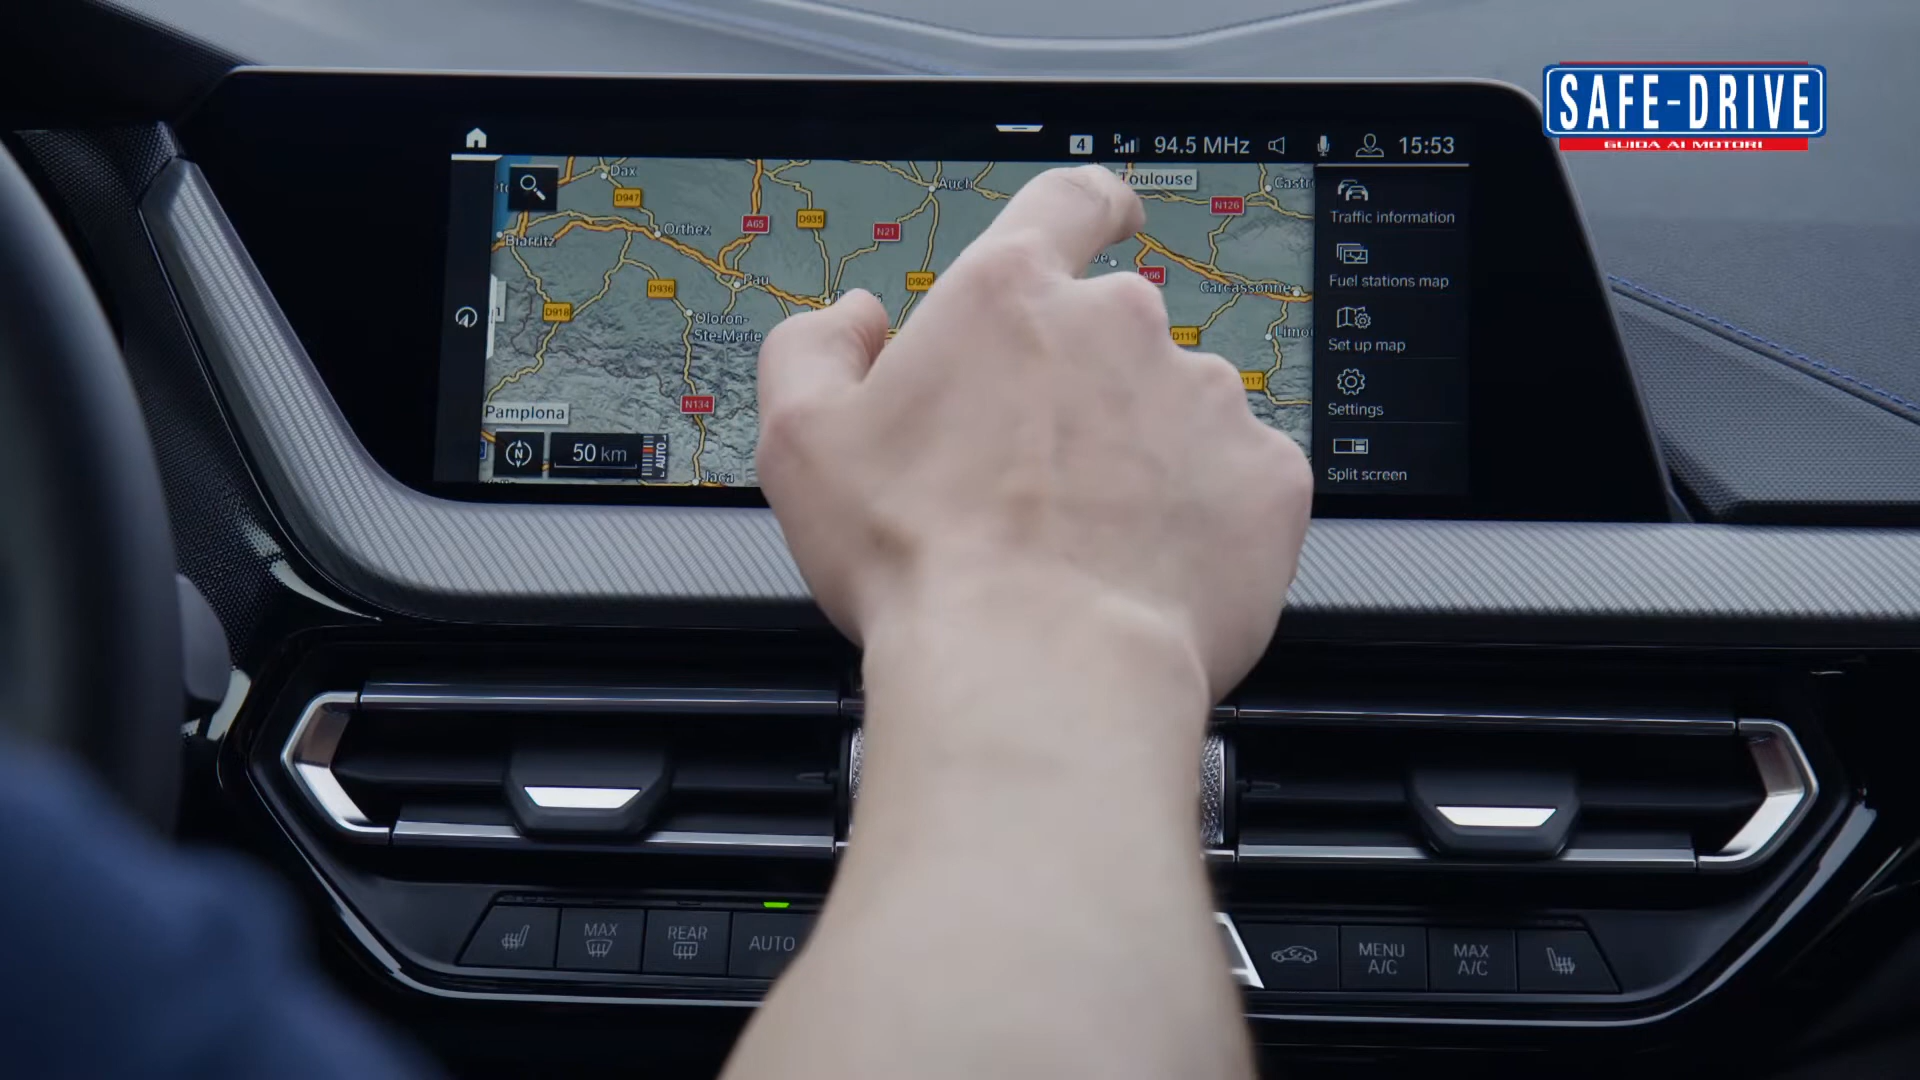 SAFE-DRIVE
GUIDA AI MOTORI
4 R 94.5 MHz 15:53
Dax
Auch
Toulouse
D947
A65
D935
N21
N126
Orthez
Biarritz
Pau
D936
D929
A66
Carcassonne
D918
Oloron-
Ste-Marie
D119
N134
Pamplona
50 km
AUTO
N
Jaca
Traffic information
Fuel stations map
Set up map
Settings
Split screen
MAX
REAR
AUTO
MENU
A/C
MAX
A/C